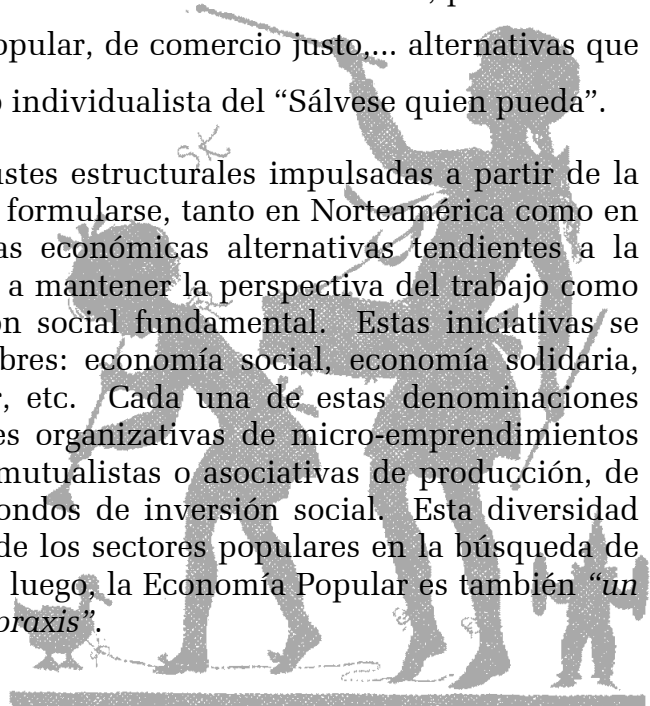 opular, de comercio justo,... alternativas que
individualista del “Sálvese quien pueda”.
SK
estructurales impulsadas a partir de la
formularse, tanto en Norteamérica como en
económicas alternativas tendientes a la
a mantener la perspectiva del trabajo como
social fundamental. Estas iniciativas se
bres: economía social, economía solidaria,
, etc. Cada una de estas denominaciones
es organizativas de micro-emprendimientos
mutualistas o asociativas de producción, de
ondos de inversión social. Esta diversidad
de los sectores populares en la búsqueda de
luego, la Economía Popular es también “un
praxis”.